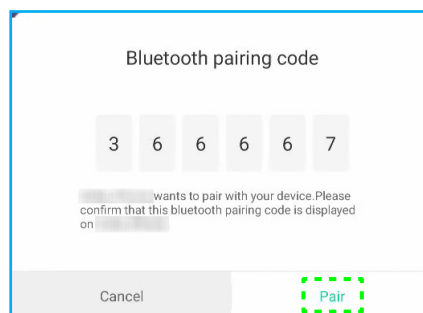 Bluetooth pairing code
3 6 6 6 6 7
wants to pair with your device.Please
confirm that this bluetooth pairing code is displayed
on
Cancel Pair